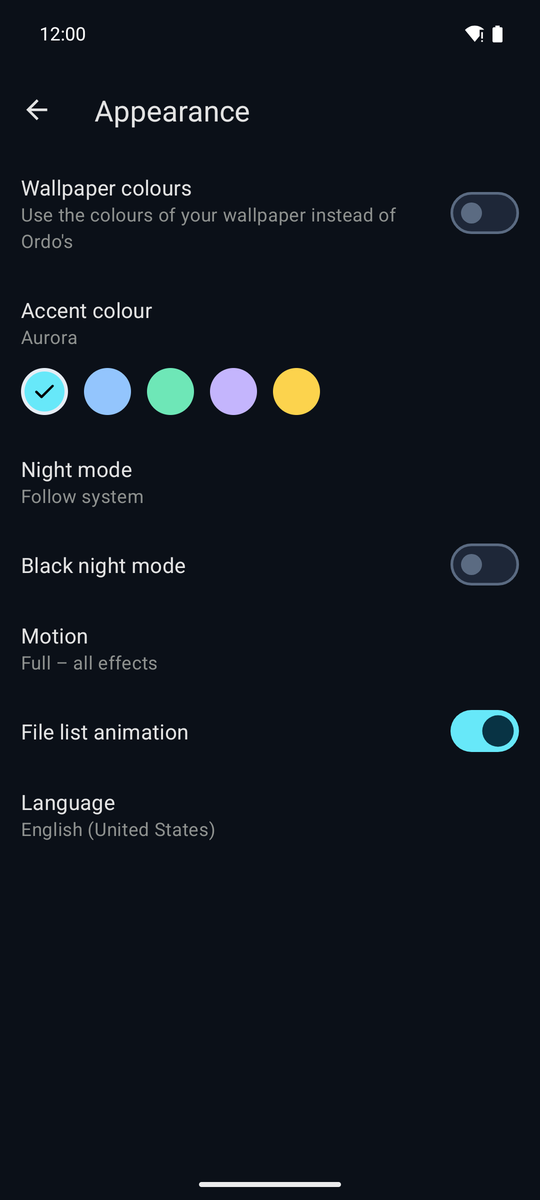 12:00
Appearance
Wallpaper colours
Use the colours of your wallpaper instead of
Ordo's
Accent colour
Aurora
Night mode
Follow system
Black night mode
Motion
Full – all effects
File list animation
Language
English (United States)